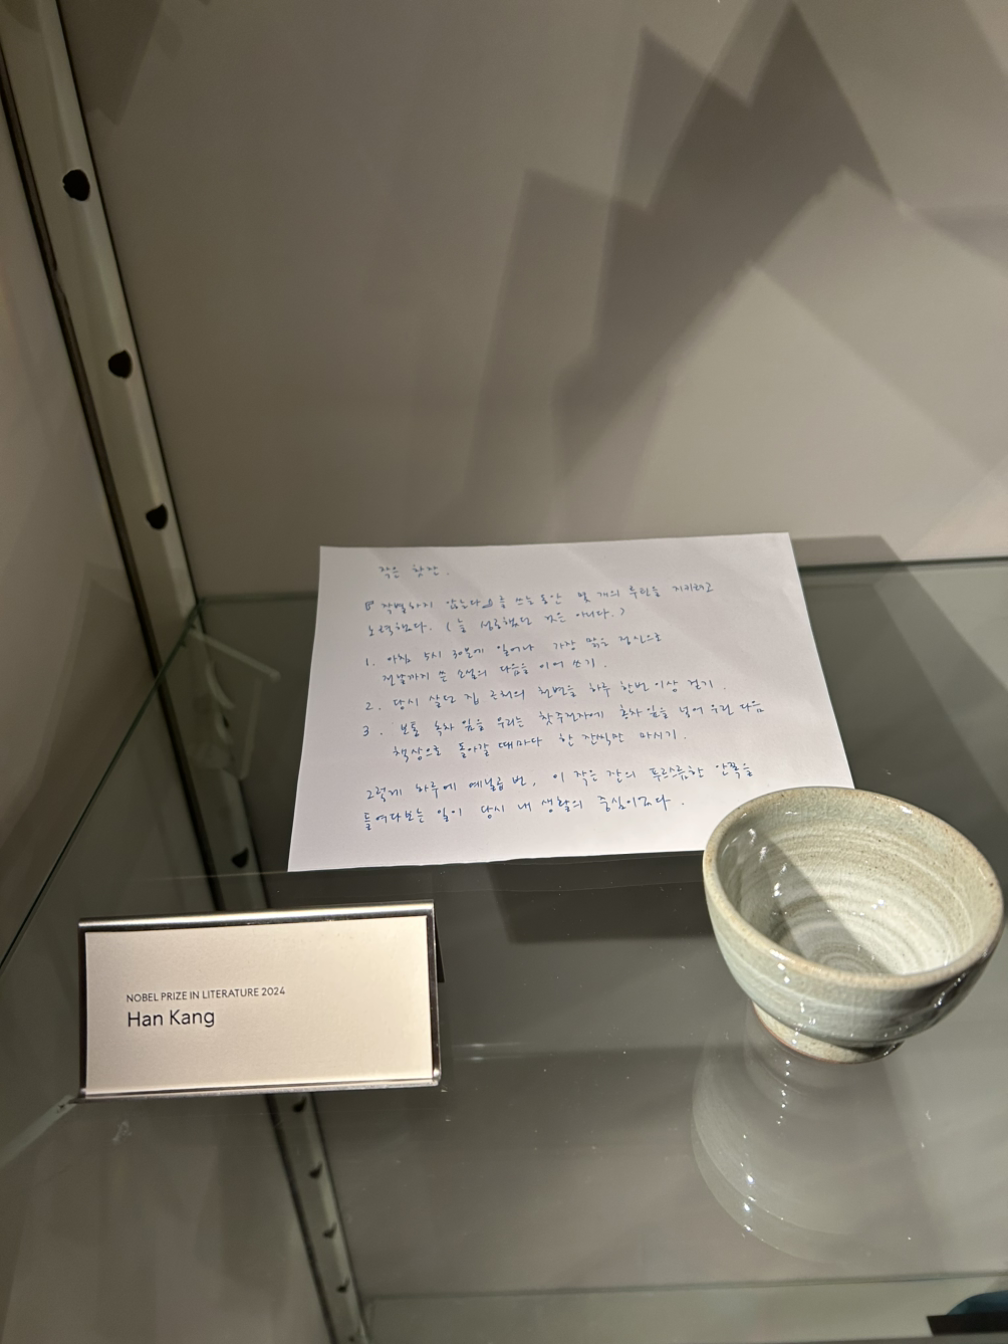 작은 찻잔.
『작별하지 않는다』를 쓰는 동안 몇 개의 루틴을 지키려고
노력했다. (늘 성공했던 것은 아니다.)
1. 아침 5시 30분에 일어나 가장 맑은 정신으로
전날까지 쓴 소설의 다음을 이어 쓰기.
2. 당시 살던 집 근처의 천변을 하루 한번 이상 걷기.
3. 보통 녹차 잎을 우리는 찻주전자에 홍차잎을 넣어 우린 다음
책상으로 돌아갈 때마다 한 잔씩만 마시기.
그렇게 하루에 예닐곱 번, 이 작은 잔의 푸르스름한 안쪽을
들여다보는 일이 당시 내 생활의 중심이었다.
NOBEL PRIZE IN LITERATURE 2024
Han Kang